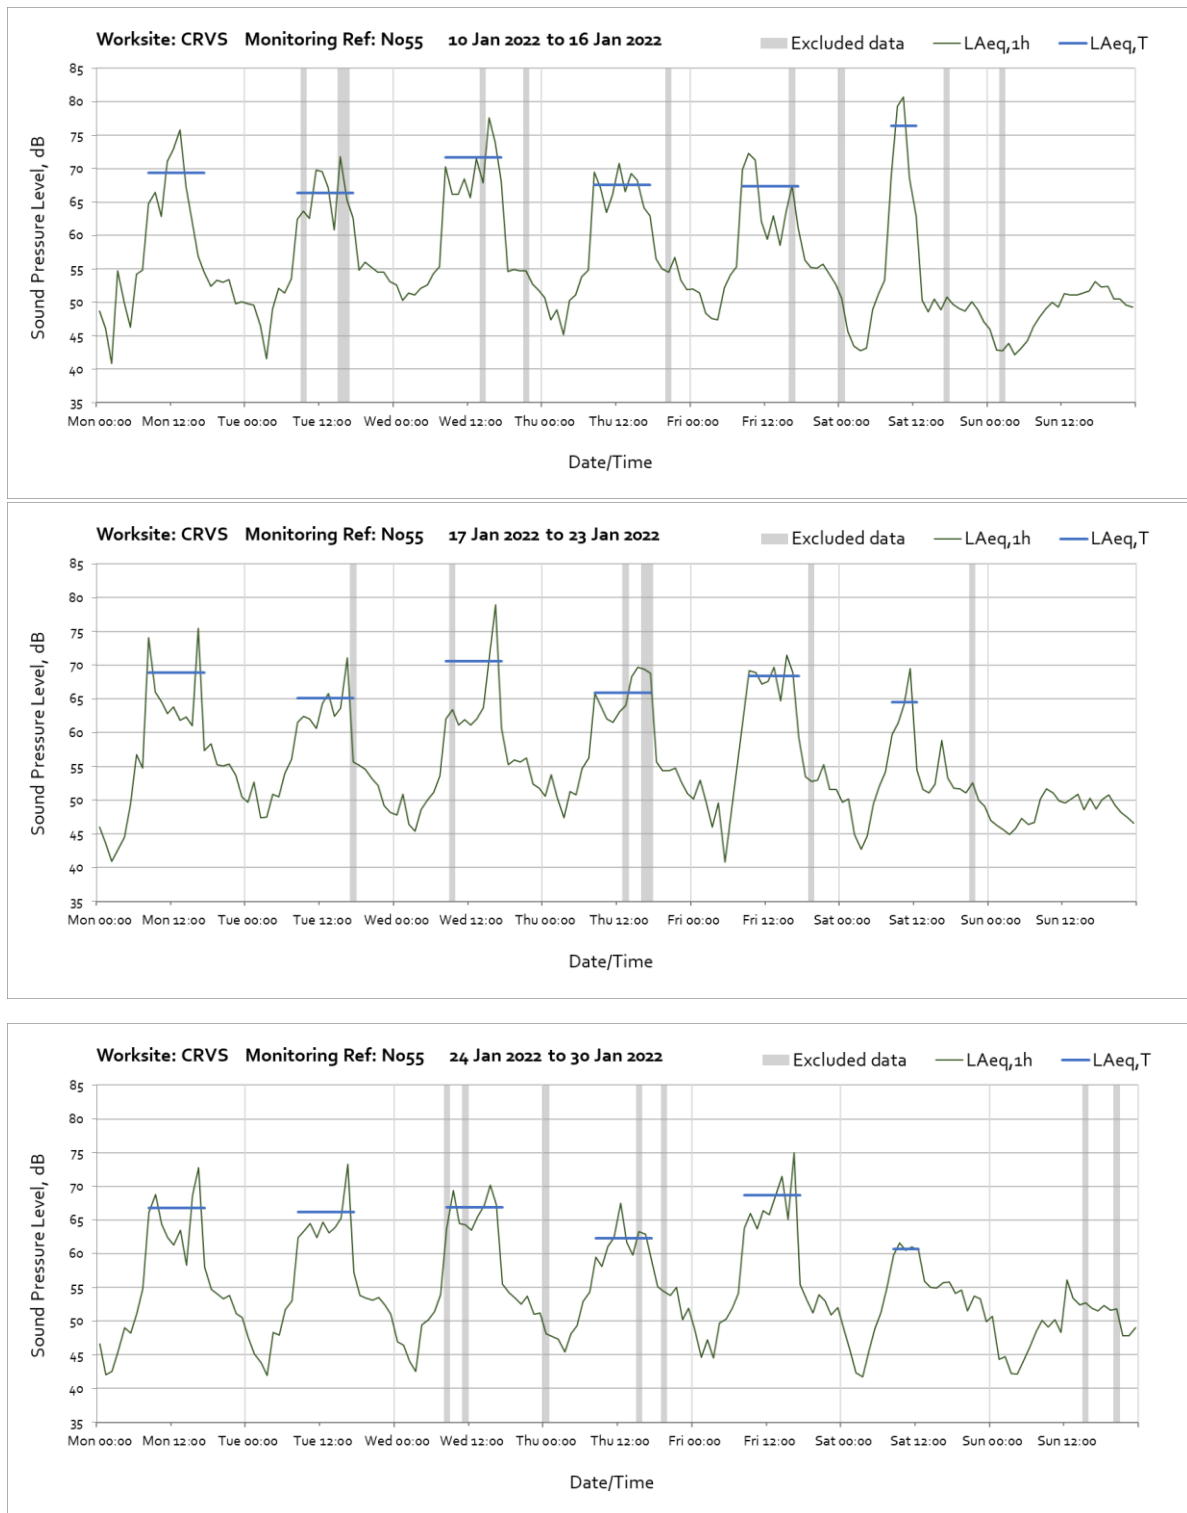 Worksite: CRVS Monitoring Ref: N055 10 Jan 2022 to 16 Jan 2022 Excluded data LAeq,1h LAeq,T
85
80
75
70
65
60
55
50
45
40
35
Sound Pressure Level, dB
Mon 00:00 Mon 12:00 Tue 00:00 Tue 12:00 Wed 00:00 Wed 12:00 Thu 00:00 Thu 12:00 Fri 00:00 Fri 12:00 Sat 00:00 Sat 12:00 Sun 00:00 Sun 12:00
Date/Time
Worksite: CRVS Monitoring Ref: N055 17 Jan 2022 to 23 Jan 2022 Excluded data LAeq,1h LAeq,T
85
80
75
70
65
60
55
50
45
40
35
Sound Pressure Level, dB
Mon 00:00 Mon 12:00 Tue 00:00 Tue 12:00 Wed 00:00 Wed 12:00 Thu 00:00 Thu 12:00 Fri 00:00 Fri 12:00 Sat 00:00 Sat 12:00 Sun 00:00 Sun 12:00
Date/Time
Worksite: CRVS Monitoring Ref: N055 24 Jan 2022 to 30 Jan 2022 Excluded data LAeq,1h LAeq,T
85
80
75
70
65
60
55
50
45
40
35
Sound Pressure Level, dB
Mon 00:00 Mon 12:00 Tue 00:00 Tue 12:00 Wed 00:00 Wed 12:00 Thu 00:00 Thu 12:00 Fri 00:00 Fri 12:00 Sat 00:00 Sat 12:00 Sun 00:00 Sun 12:00
Date/Time